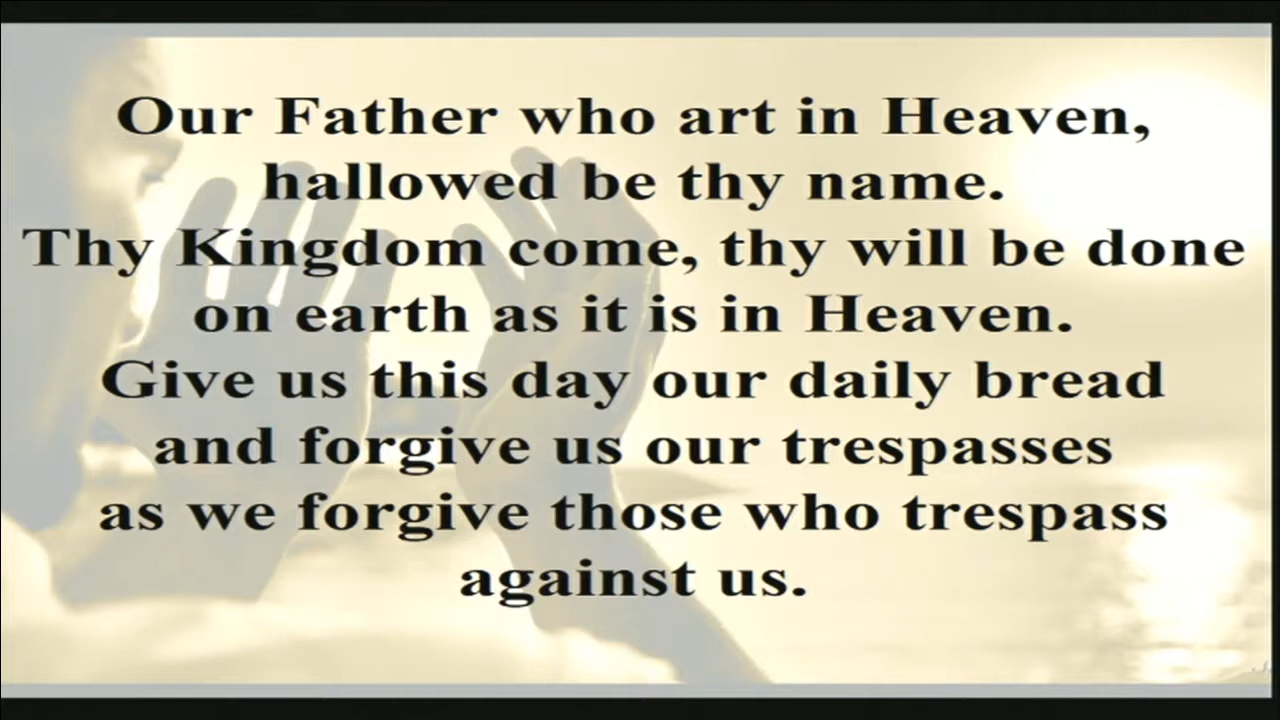 Our Father who art in Heaven,
hallowed be thy name.
Thy Kingdom come, thy will be done
on earth as it is in Heaven.
Give us this day our daily bread
and forgive us our trespasses
as we forgive those who trespass
against us.